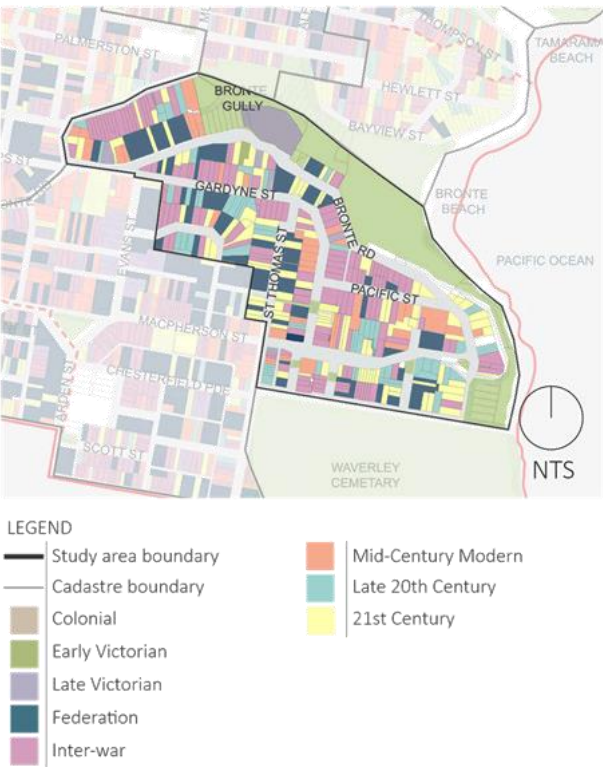 THOMPSON ST
PALMERSTON ST
TAMARAMA
BEACH
HEWLETT ST
BRONTE
GULLY
BAYVIEW ST
GARDYNE ST
BRONTE
BEACH
BRONTE RD
EVANS ST
ST THOMAS ST
PACIFIC OCEAN
PACIFIC ST
MACPHERSON ST
CHESTERFIELD PDE
ARDEN ST
SCOTT ST
WAVERLEY
CEMETARY
NTS
LEGEND
Study area boundary
Cadastre boundary
Colonial
Early Victorian
Late Victorian
Federation
Inter-war
Mid-Century Modern
Late 20th Century
21st Century